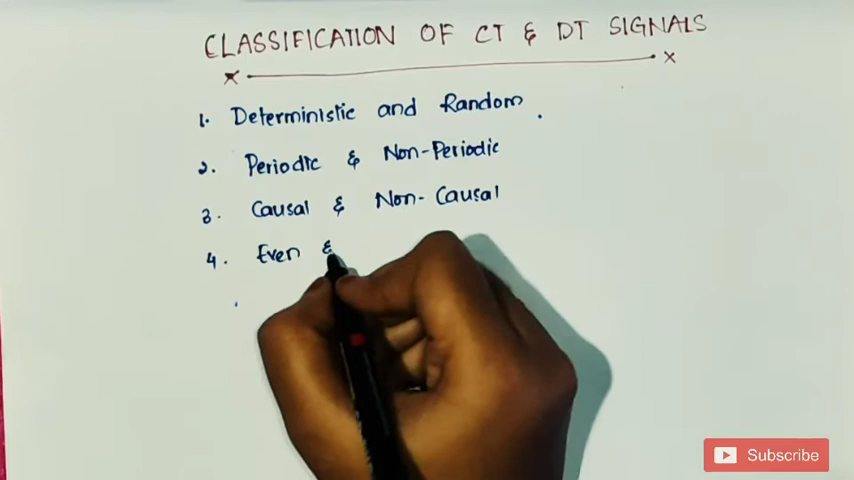 CLASSIFICATION OF CT & DT SIGNALS
1. Deterministic and Random.
2. Periodic & Non-Periodic
3. Causal & Non-Causal
4. Even &
Subscribe